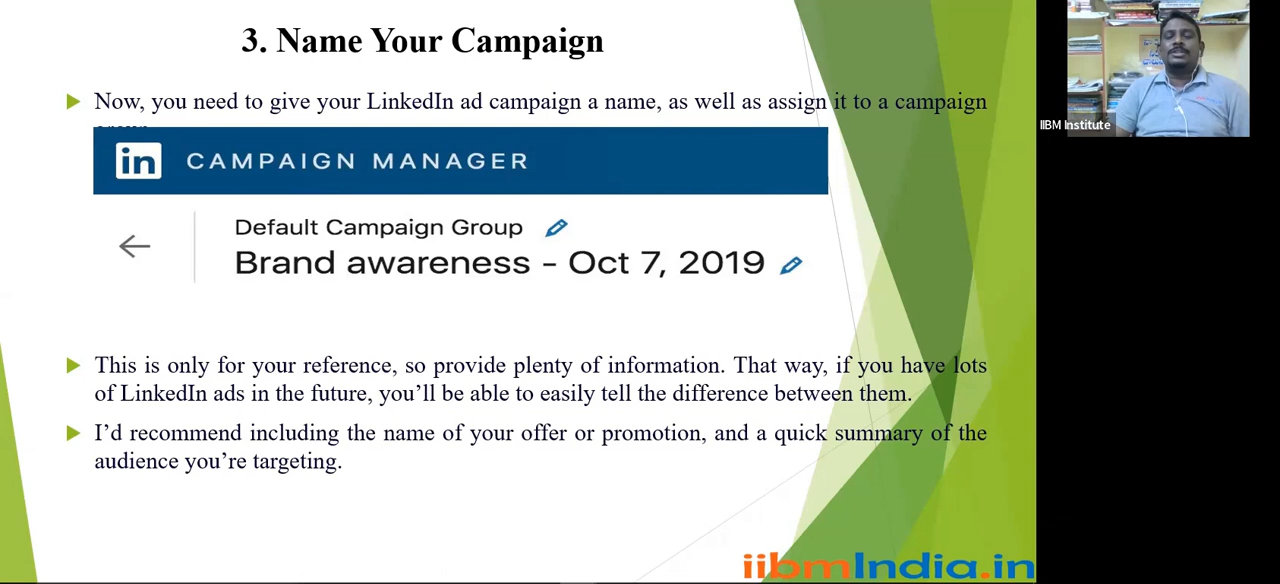 3. Name Your Campaign
Now, you need to give your LinkedIn ad campaign a name, as well as assign it to a campaign
in CAMPAIGN MANAGER
Default Campaign Group
Brand awareness - Oct 7, 2019
This is only for your reference, so provide plenty of information. That way, if you have lots
of LinkedIn ads in the future, you’ll be able to easily tell the difference between them.
I’d recommend including the name of your offer or promotion, and a quick summary of the
audience you’re targeting.
iibmIndia.in
IIBM Institute